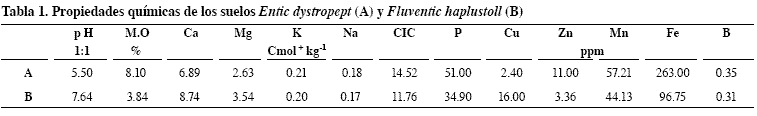 Tabla 1. Propiedades químicas de los suelos Entic dystropept (A) y Fluventic haplustoll (B)
p H M.O Ca Mg K Na CIC P Cu Zn Mn Fe B
1:1 % Cmol⁺ kg⁻¹ ppm
A 5.50 8.10 6.89 2.63 0.21 0.18 14.52 51.00 2.40 11.00 57.21 263.00 0.35
B 7.64 3.84 8.74 3.54 0.20 0.17 11.76 34.90 16.00 3.36 44.13 96.75 0.31